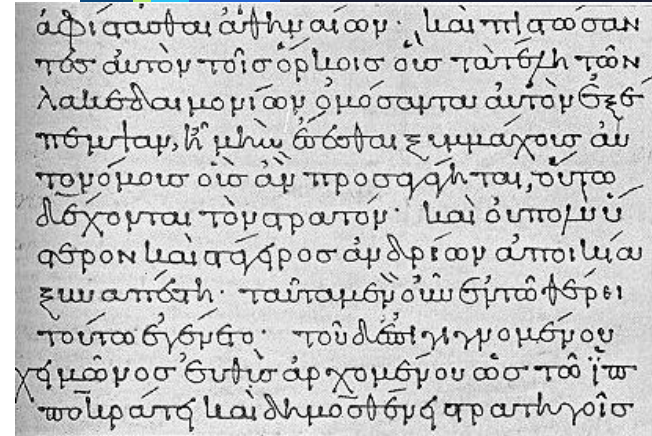 ἀφίστασθαι ἀθηναίων· καὶ πιστώσαν
τες αὐτὸν τοῖς ὅρκοις οὓς τὰ τέλη τῶν
λακεδαιμονίων ὀμόσαντα αὐτὸν ἐξέ
πεμψαν, ἦ μὴν ἔσεσθαι ξυμμάχους αὐ
τονόμους οὓς ἂν προσαγάγηται, οὕτω
δέχονται τὸν στρατόν· καὶ οὐ πολὺ ὕ
στερον καὶ στάγειρος ἀνδρίων ἀποικία
ξυναπέστη· ταῦτα μὲν οὖν ἐν τῶ θέρει
τούτω ἐγένετο· τοῦ δ' ἐπιγιγνομένου
χειμῶνος εὐθὺς ἀρχομένου ὡς τῶ ἱπ
ποκράτει καὶ δημοσθένει στρατηγοῖς